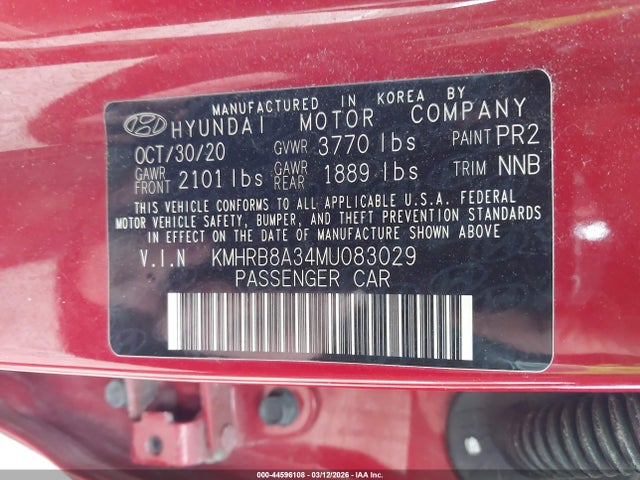 MANUFACTURED IN KOREA BY
HYUNDAI MOTOR COMPANY
OCT/30/20 GVWR 3770 lbs PAINT PR2
GAWR FRONT 2101 lbs GAWR REAR 1889 lbs TRIM NNB
THIS VEHICLE CONFORMS TO ALL APPLICABLE U.S.A. FEDERAL
MOTOR VEHICLE SAFETY, BUMPER, AND THEFT PREVENTION STANDARDS
IN EFFECT ON THE DATE OF MANUFACTURE SHOWN ABOVE.
V.I.N KMHRB8A34MU083029
PASSENGER CAR
000-44596108 - 03/12/2026 - IAA Inc.